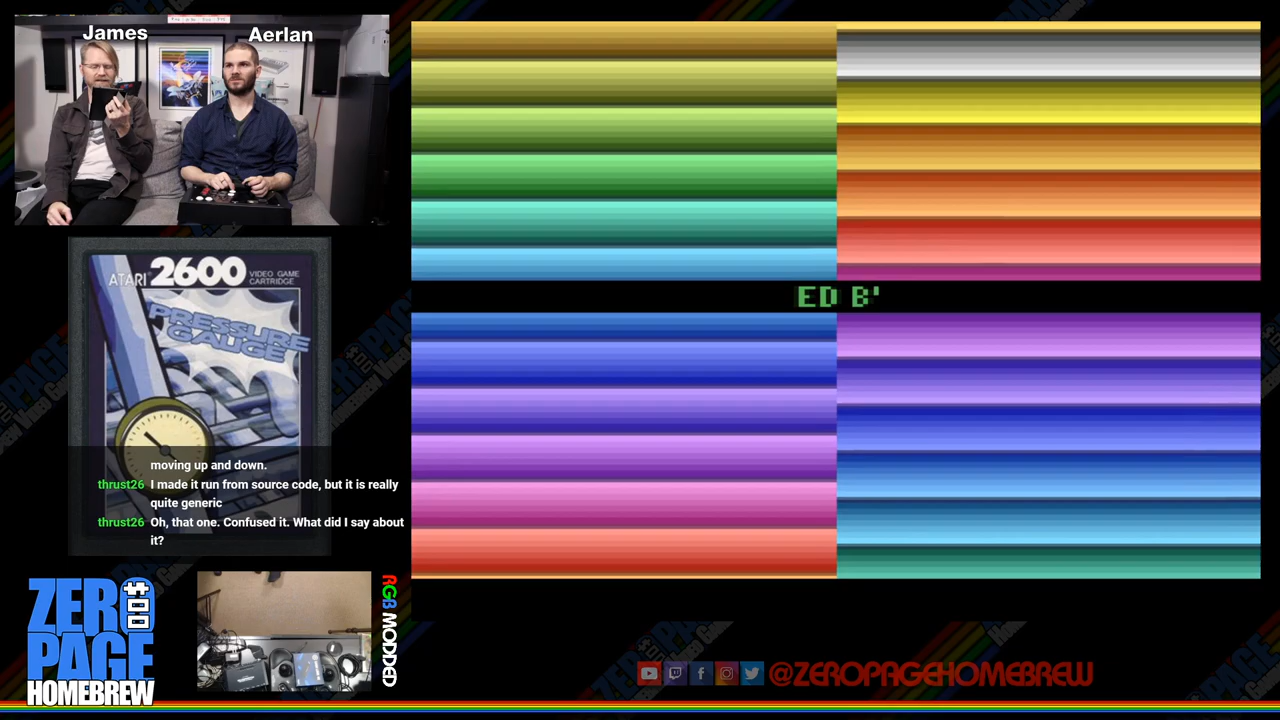 James
Aerlan
ATARI 2600 VIDEO GAME
CARTRIDGE
PRESSURE
GAUGE
moving up and down.
thrust26 I made it run from source code, but it is really
quite generic
thrust26 Oh, that one. Confused it. What did I say about
it?
ED B'
ZERO
PAGE
HOMEBREW
RGB MODDED
@ZEROPAGEHOMEBREW